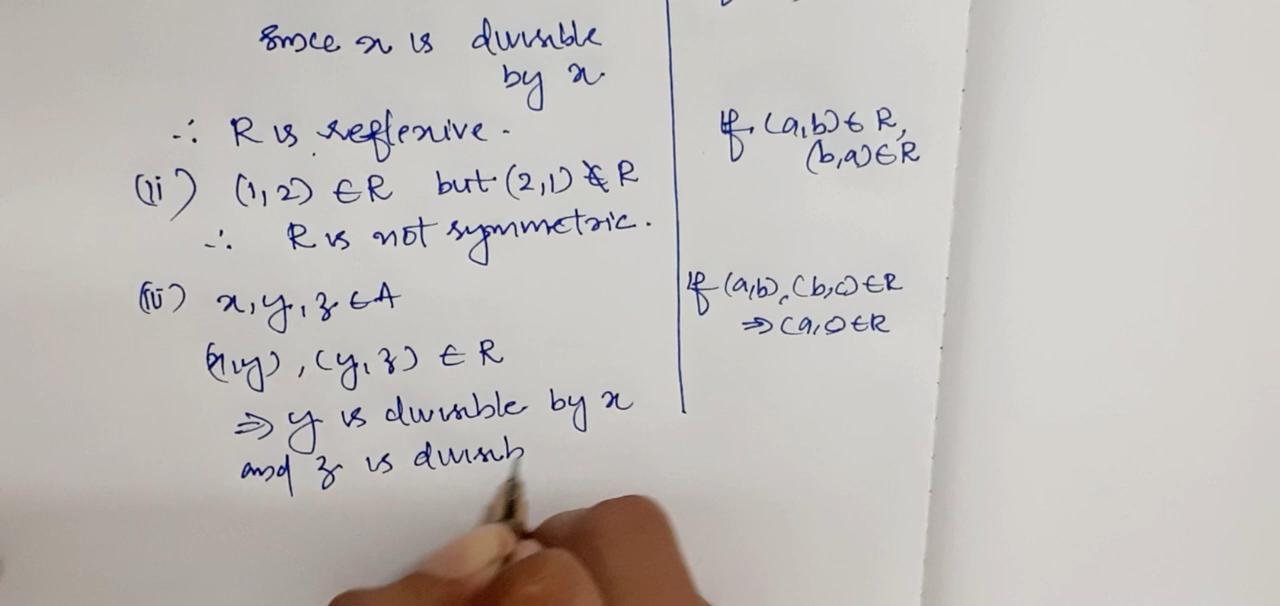 since x is divisible
by x.
∴ R is reflexive.
(ii) (1,2) ∈ R but (2,1) ∉ R
∴ R is not symmetric.
(iii) x, y, z ∈ A
(x,y), (y,z) ∈ R
⇒ y is divisible by x
and z is divisib
If (a,b) ∈ R,
(b,a) ∈ R
If (a,b), (b,c) ∈ R
⇒ (a,c) ∈ R